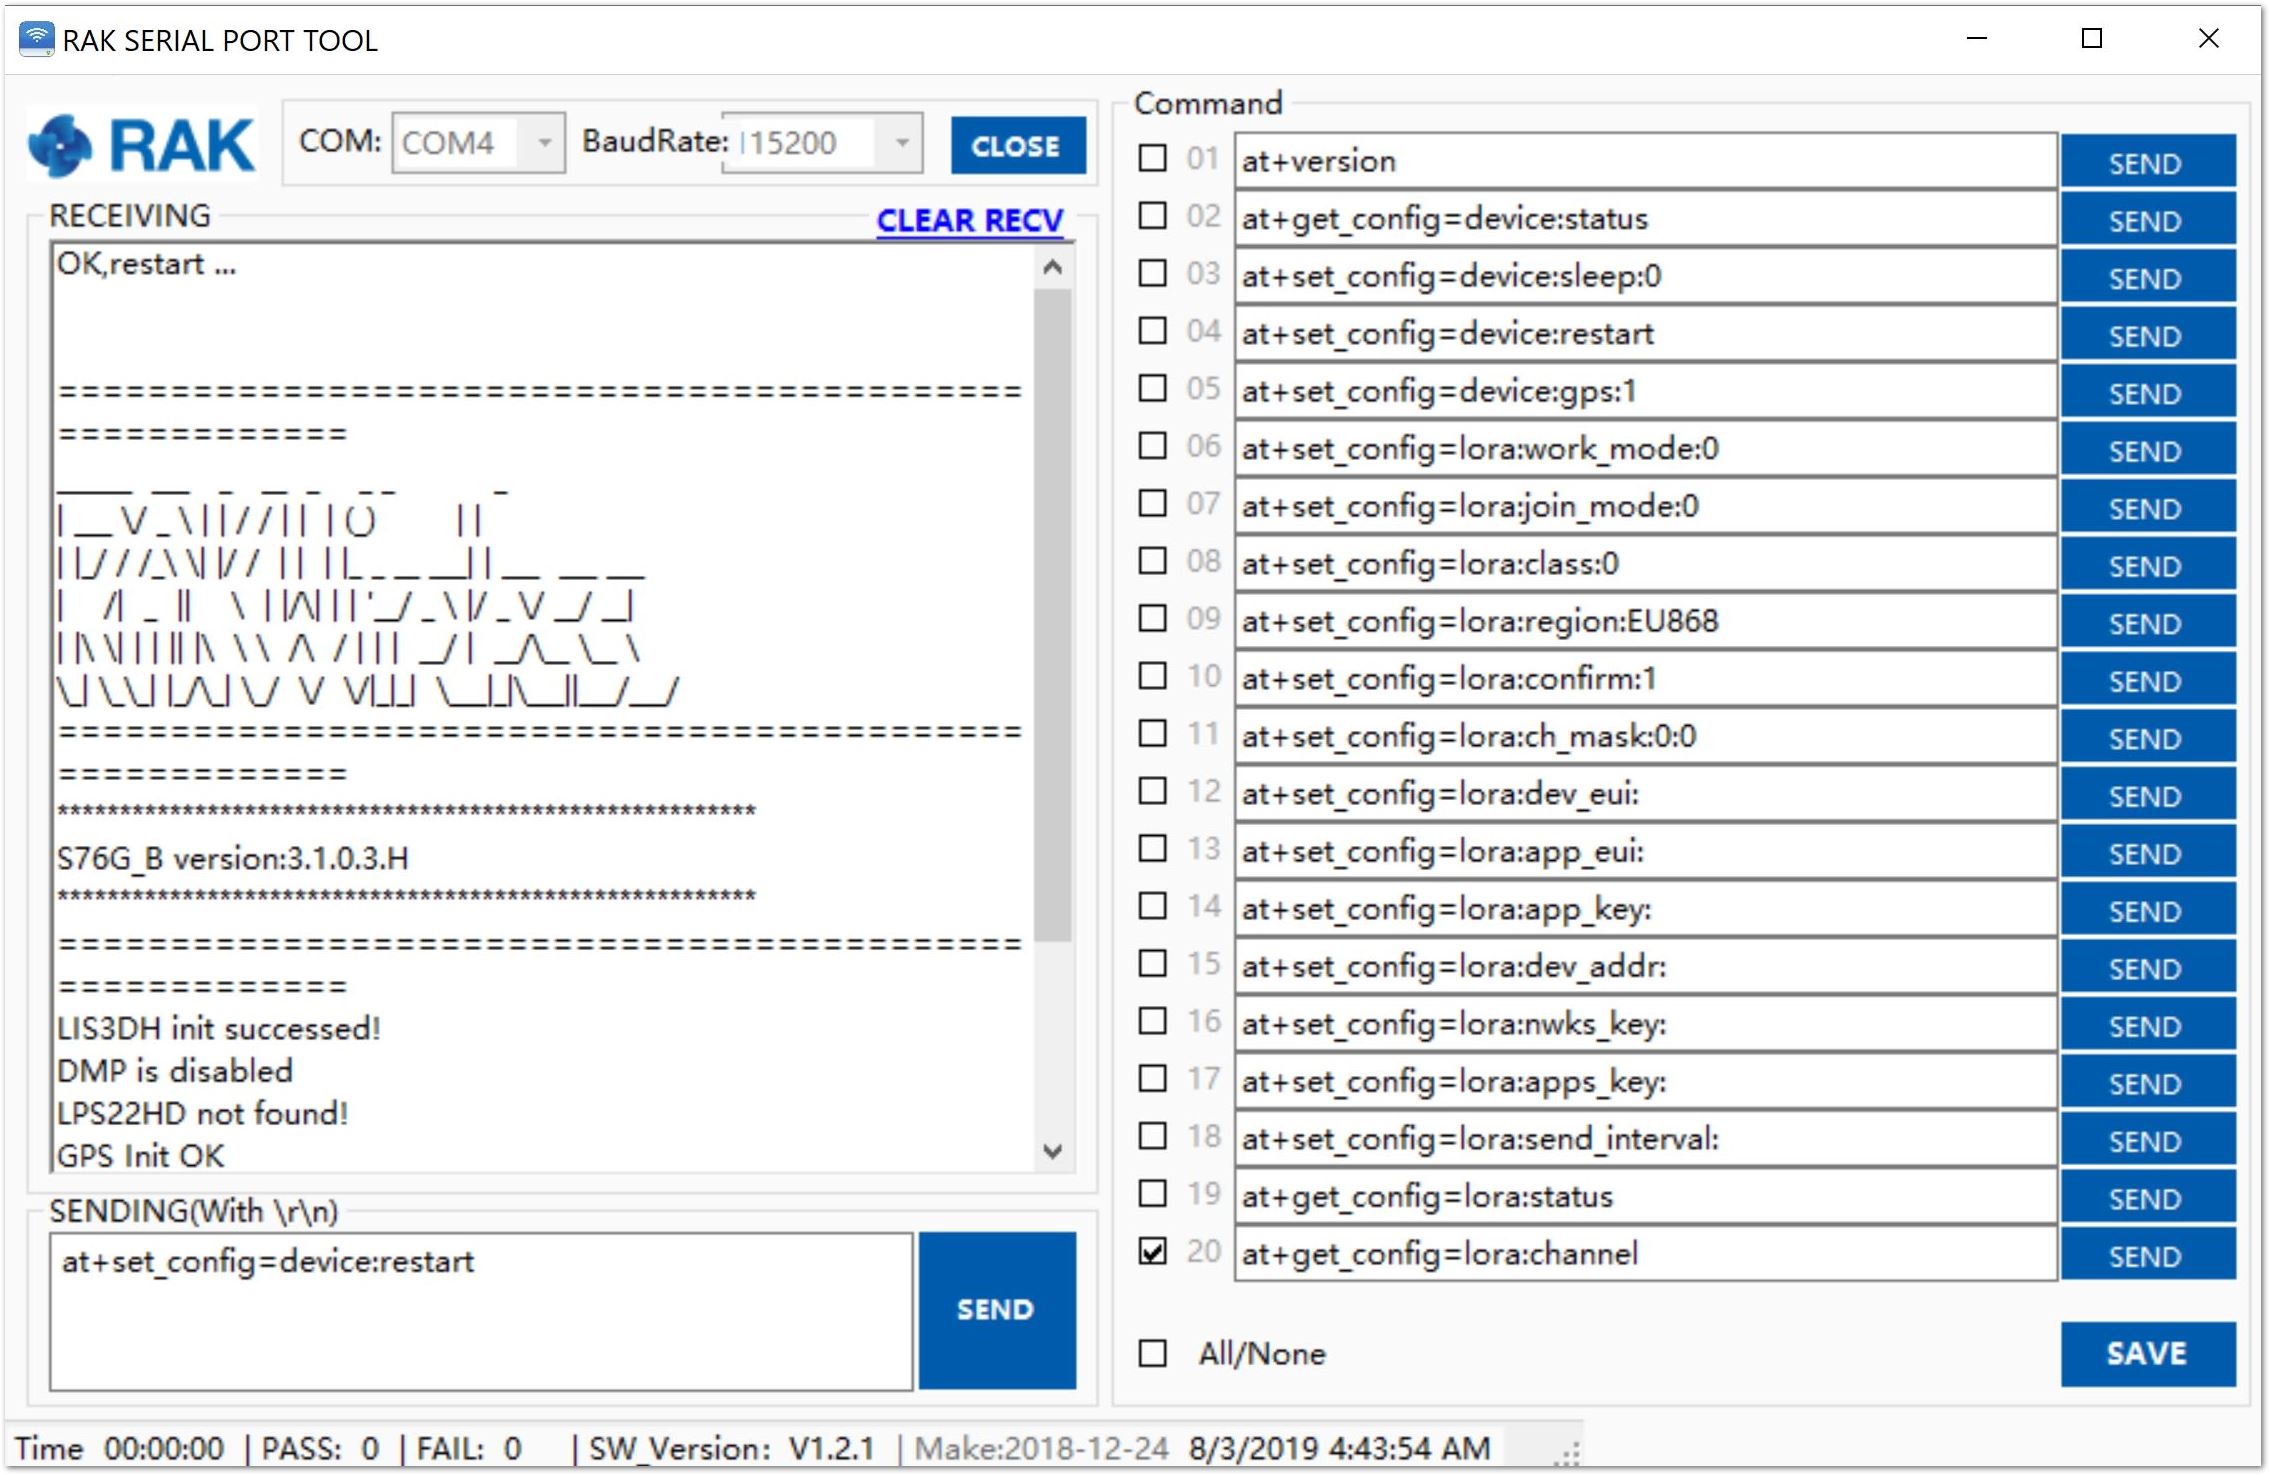 RAK SERIAL PORT TOOL
RAK
COM: COM4 BaudRate: 115200 CLOSE
RECEIVING
CLEAR RECV
OK,restart ...
===========================================
=============
===========================================
=============
********************************************************
S76G_B version:3.1.0.3.H
********************************************************
===========================================
=============
LIS3DH init successed!
DMP is disabled
LPS22HD not found!
GPS Init OK
SENDING(With \r\n)
at+set_config=device:restart
SEND
Command
01 at+version SEND
02 at+get_config=device:status SEND
03 at+set_config=device:sleep:0 SEND
04 at+set_config=device:restart SEND
05 at+set_config=device:gps:1 SEND
06 at+set_config=lora:work_mode:0 SEND
07 at+set_config=lora:join_mode:0 SEND
08 at+set_config=lora:class:0 SEND
09 at+set_config=lora:region:EU868 SEND
10 at+set_config=lora:confirm:1 SEND
11 at+set_config=lora:ch_mask:0:0 SEND
12 at+set_config=lora:dev_eui: SEND
13 at+set_config=lora:app_eui: SEND
14 at+set_config=lora:app_key: SEND
15 at+set_config=lora:dev_addr: SEND
16 at+set_config=lora:nwks_key: SEND
17 at+set_config=lora:apps_key: SEND
18 at+set_config=lora:send_interval: SEND
19 at+get_config=lora:status SEND
20 at+get_config=lora:channel SEND
All/None
SAVE
Time 00:00:00 | PASS: 0 | FAIL: 0 | SW_Version: V1.2.1 | Make:2018-12-24 8/3/2019 4:43:54 AM